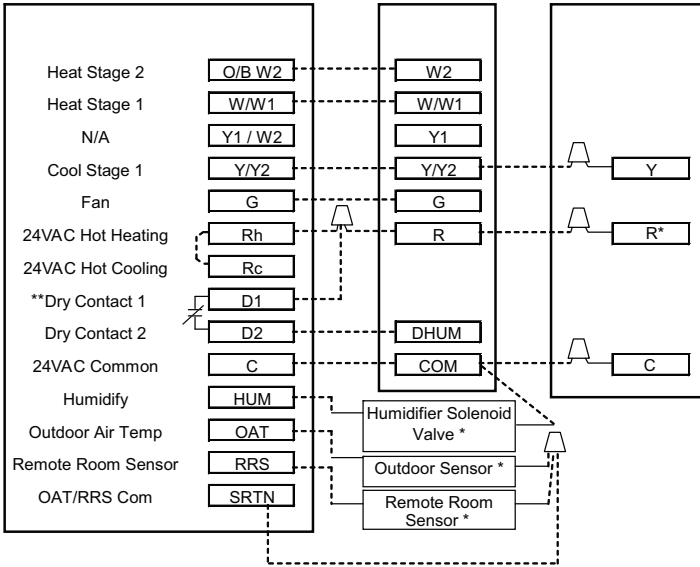 Heat Stage 2 O/B W2 W2
Heat Stage 1 W/W1 W/W1
N/A Y1 / W2 Y1
Cool Stage 1 Y/Y2 Y/Y2 Y
Fan G G
24VAC Hot Heating Rh R R*
24VAC Hot Cooling Rc
**Dry Contact 1 D1
Dry Contact 2 D2 DHUM
24VAC Common C COM C
Humidify HUM
Humidifier Solenoid
Valve *
Outdoor Air Temp OAT
Outdoor Sensor *
Remote Room Sensor RRS
Remote Room
Sensor *
OAT/RRS Com SRTN